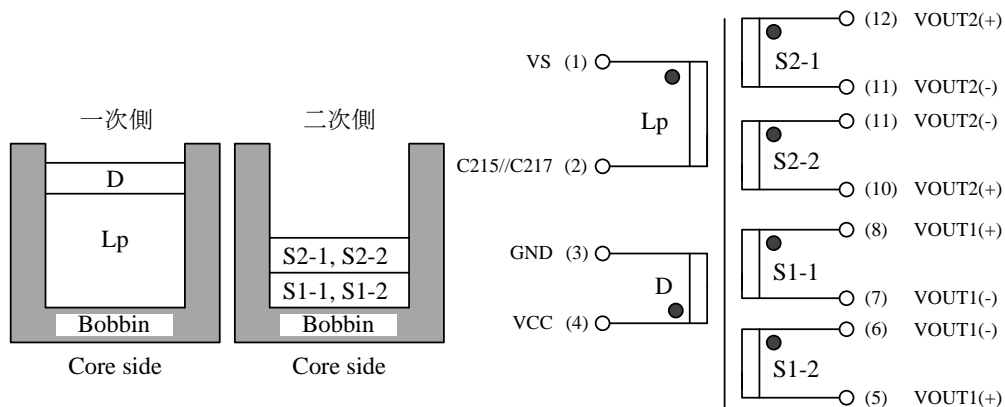 一次側
D
Lp
Bobbin
Core side
二次側
S2-1, S2-2
S1-1, S1-2
Bobbin
Core side
VS (1)
Lp
C215//C217 (2)
GND (3)
D
VCC (4)
(12) VOUT2(+)
S2-1
(11) VOUT2(-)
(11) VOUT2(-)
S2-2
(10) VOUT2(+)
(8) VOUT1(+)
S1-1
(7) VOUT1(-)
(6) VOUT1(-)
S1-2
(5) VOUT1(+)